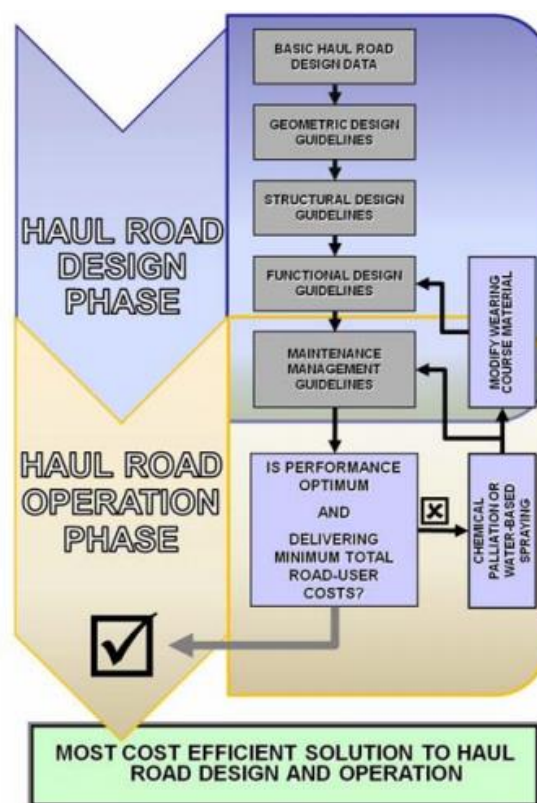 BASIC HAUL ROAD
DESIGN DATA
GEOMETRIC DESIGN
GUIDELINES
STRUCTURAL DESIGN
GUIDELINES
HAUL ROAD
DESIGN
PHASE
FUNCTIONAL DESIGN
GUIDELINES
MODIFY WEARING
COURSE MATERIAL
MAINTENANCE
MANAGEMENT
GUIDELINES
HAUL ROAD
OPERATION
PHASE
IS PERFORMANCE
OPTIMUM
AND
DELIVERING
MINIMUM TOTAL
ROAD-USER
COSTS?
CHEMICAL
PALLIATION OR
WATER-BASED
SPRAYING
MOST COST EFFICIENT SOLUTION TO HAUL
ROAD DESIGN AND OPERATION